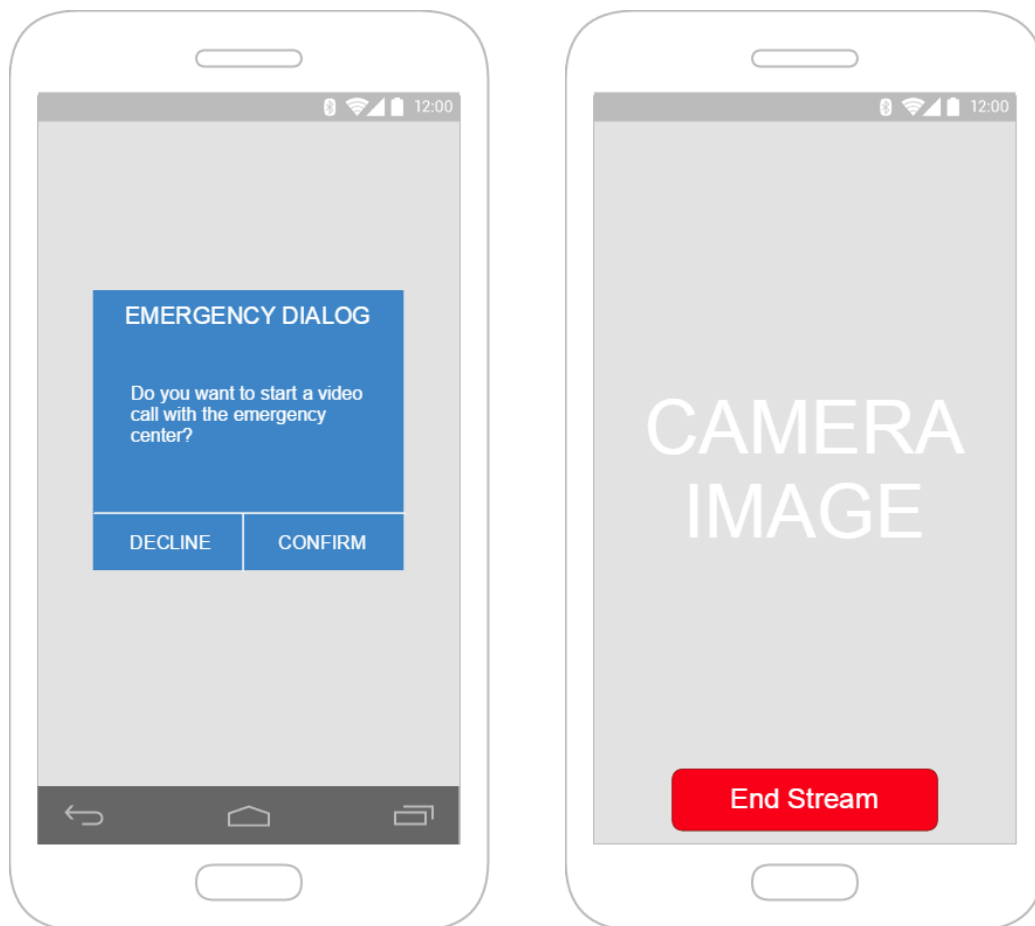 12:00
EMERGENCY DIALOG
Do you want to start a video
call with the emergency
center?
DECLINE CONFIRM
12:00
CAMERA
IMAGE
End Stream